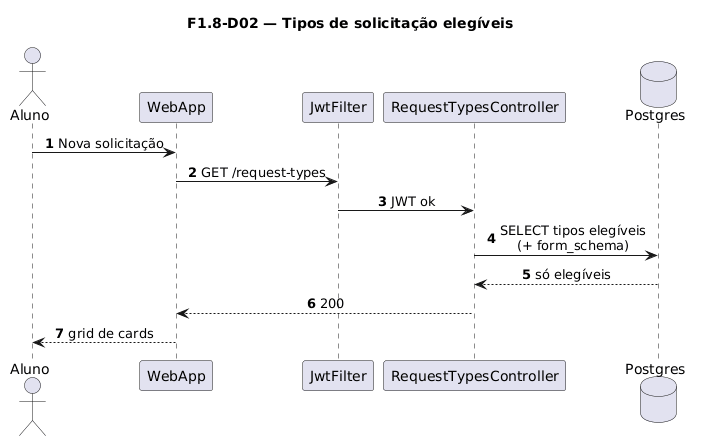 F1.8-D02 — Tipos de solicitação elegíveis
Aluno
WebApp
JwtFilter
RequestTypesController
Postgres
1 Nova solicitação
2 GET /request-types
3 JWT ok
4 SELECT tipos elegíveis
(+ form_schema)
5 só elegíveis
6 200
7 grid de cards
Aluno
WebApp
JwtFilter
RequestTypesController
Postgres